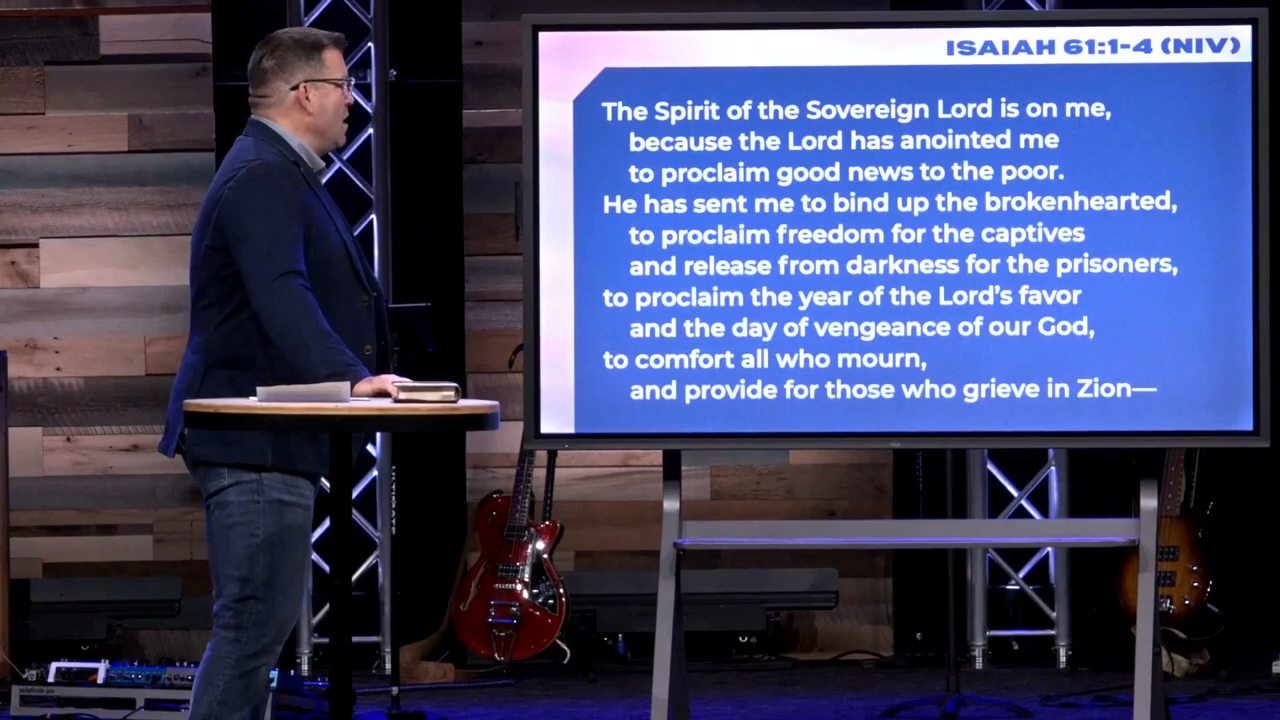 ISAIAH 61:1-4 (NIV)
The Spirit of the Sovereign Lord is on me,
because the Lord has anointed me
to proclaim good news to the poor.
He has sent me to bind up the brokenhearted,
to proclaim freedom for the captives
and release from darkness for the prisoners,
to proclaim the year of the Lord's favor
and the day of vengeance of our God,
to comfort all who mourn,
and provide for those who grieve in Zion—
ULTIMATE